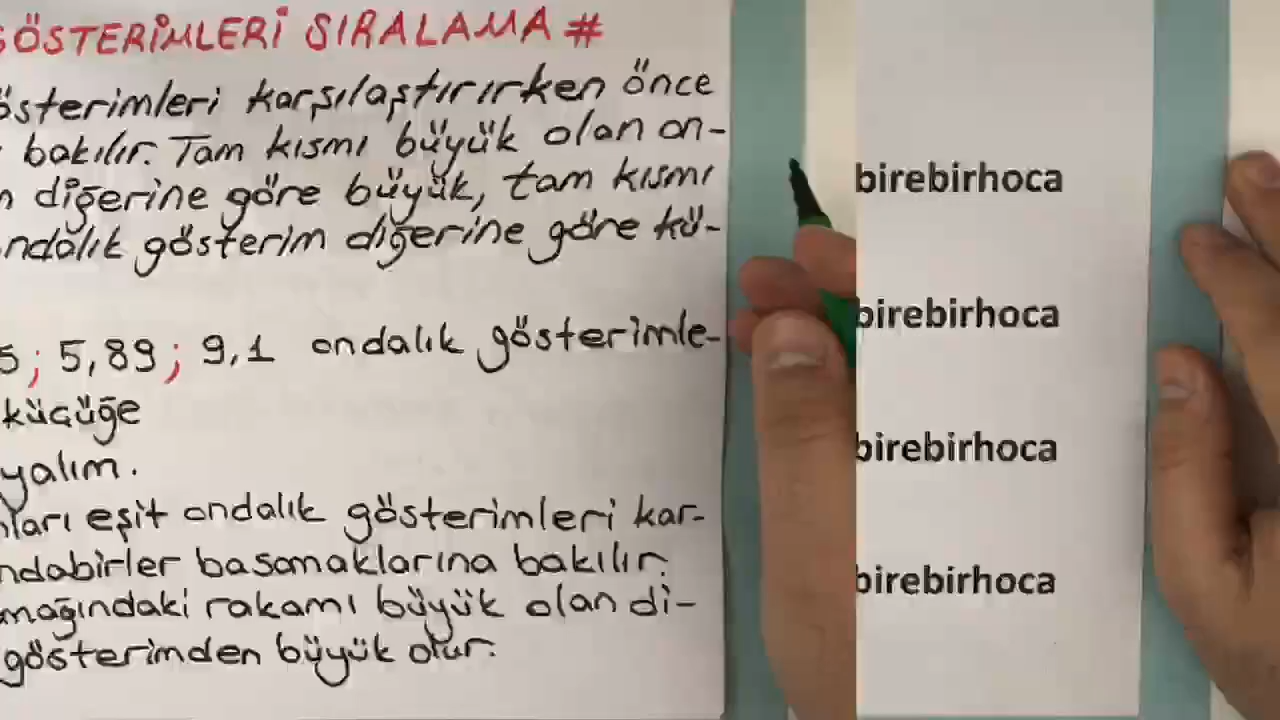 GÖSTERİMLERİ SIRALAMA #
österimleri karşılaştırırken önce
bakılır. Tam kısmı büyük olan on-
n diğerine göre büyük, tam kısmı
ndalık gösterim diğerine göre kü-
5; 5,89; 9,1 ondalık gösterimle-
küçüğe
yalım.
ları eşit ondalık gösterimleri kar-
ndabirler basamaklarına bakılır.
mağındaki rakamı büyük olan di-
gösterimden büyük olur.
birebirhoca
birebirhoca
birebirhoca
birebirhoca